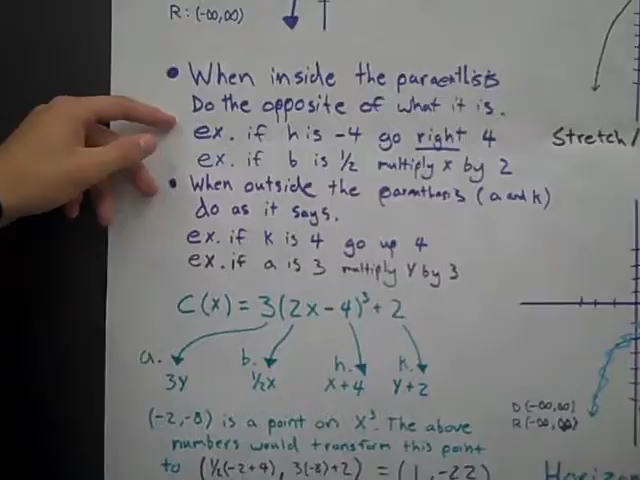 R: (-∞,∞)
• When inside the paraentlisis
Do the opposite of what it is.
ex. if h is -4 go right 4
ex. if b is 1/2 multiply x by 2
• When outside the (a and k)
do as it says.
ex. if k is 4 go up 4
ex. if a is 3 multiply y by 3
C(x) = 3(2x-4)³+2
a. b. h. k.
3y 1/2x x+4 y+2
(-2,-8) is a point on x³. The above
numbers would transform this point
to (1/2(-2+4), 3(-8)+2) = (1,-22)
Stretch/
D(-∞,∞)
R(-∞,∞)
Horizon